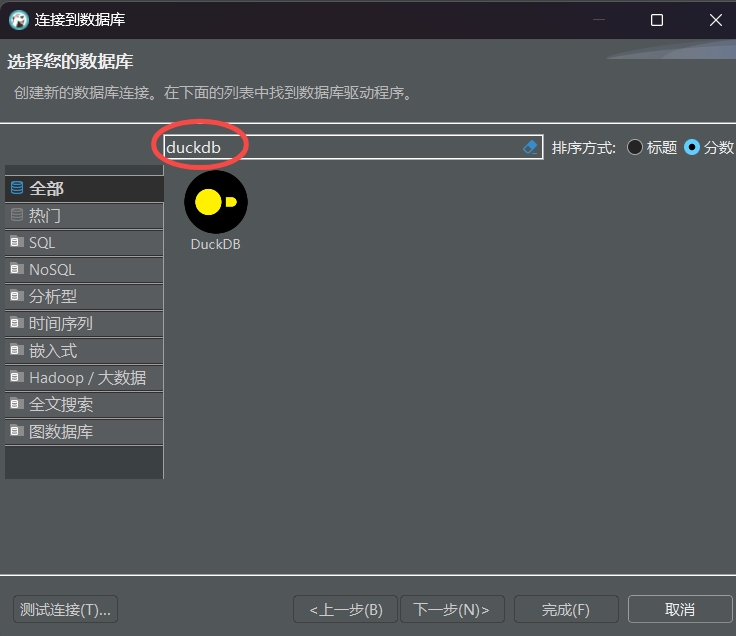 连接到数据库
选择您的数据库
创建新的数据库连接。在下面的列表中找到数据库驱动程序。
duckdb 排序方式: 标题 分数
全部
热门
SQL
NoSQL
分析型
时间序列
嵌入式
Hadoop / 大数据
全文搜索
图数据库
DuckDB
测试连接(T)... <上一步(B) 下一步(N)> 完成(F) 取消